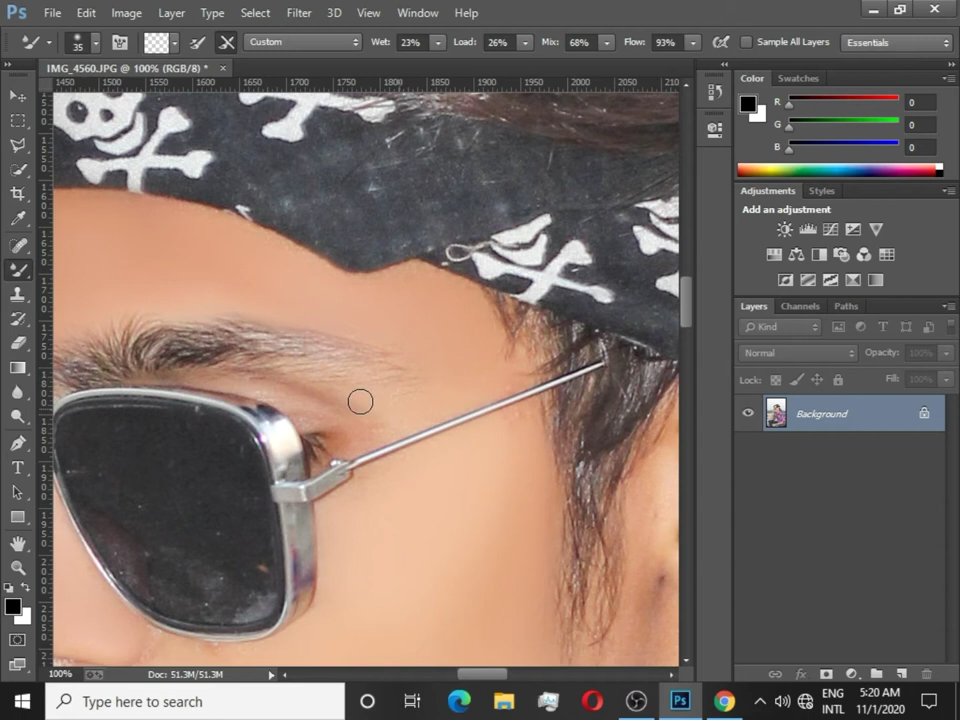 Ps File Edit Image Layer Type Select Filter 3D View Window Help
35 Custom Wet: 23% Load: 26% Mix: 68% Flow: 93% Sample All Layers Essentials
IMG_4560.JPG @ 100% (RGB/8) * ×
1450 1500 1550 1600 1650 1700 1750 1800 1850 1900 1950 2000 2050 210
Color Swatches
R 0
G 0
B 0
Adjustments Styles
Add an adjustment
Layers Channels Paths
Kind
Normal Opacity: 100%
Lock: Fill: 100%
Background
100% Doc: 51.3M/51.3M
Type here to search
Ps
ENG
INTL
5:20 AM
11/1/2020